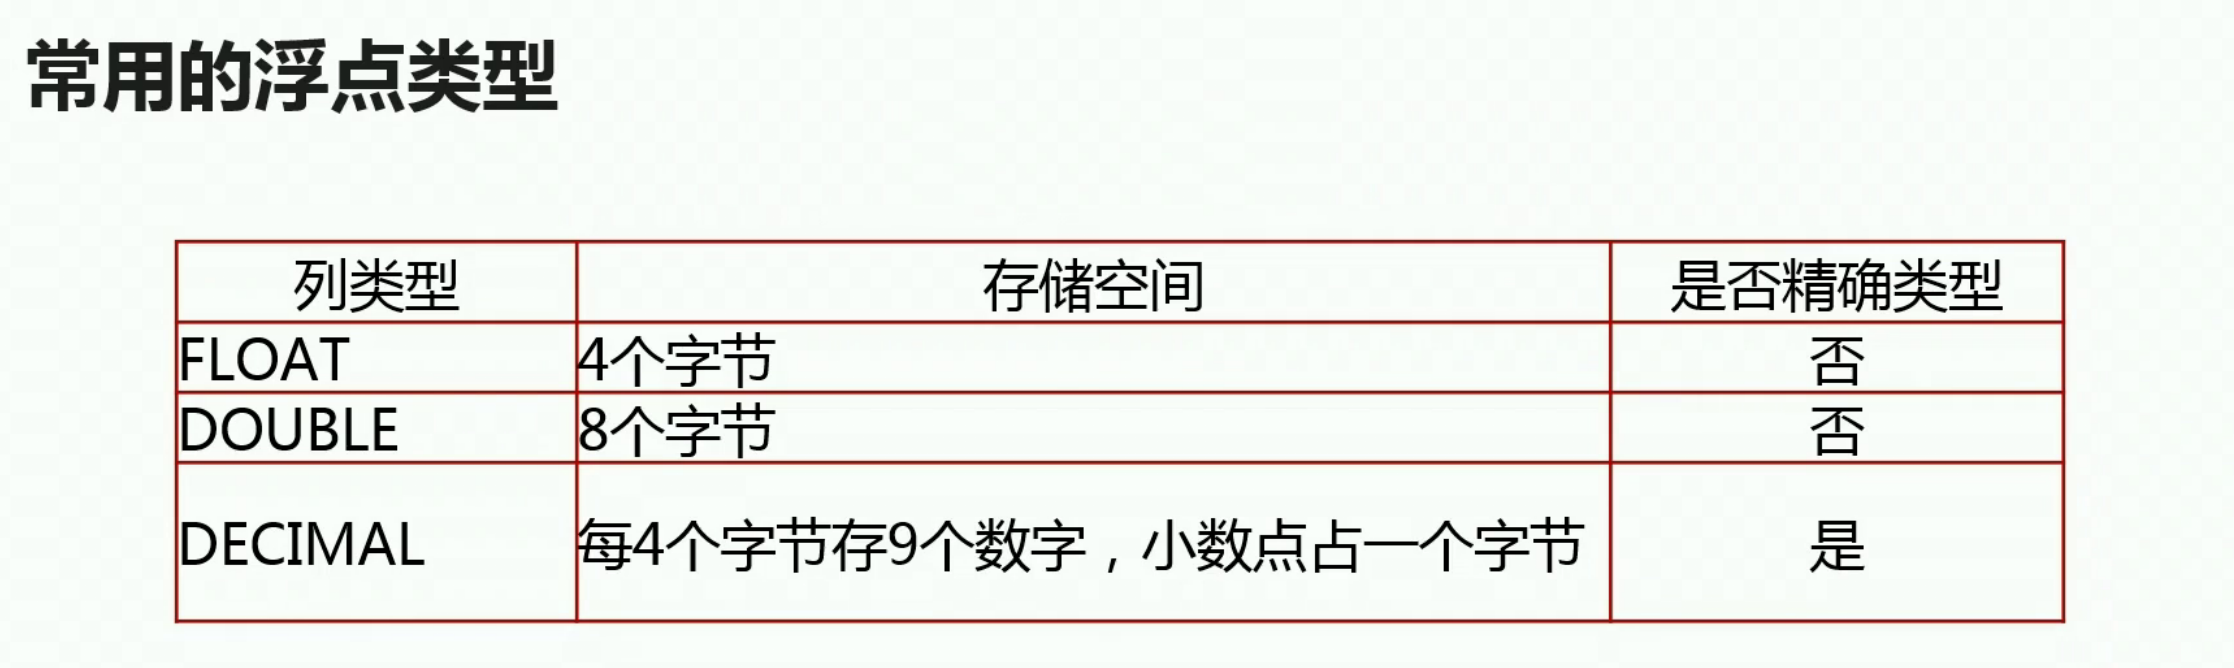 常用的浮点类型
列类型 存储空间 是否精确类型
FLOAT 4个字节 否
DOUBLE 8个字节 否
DECIMAL 每4个字节存9个数字，小数点占一个字节 是